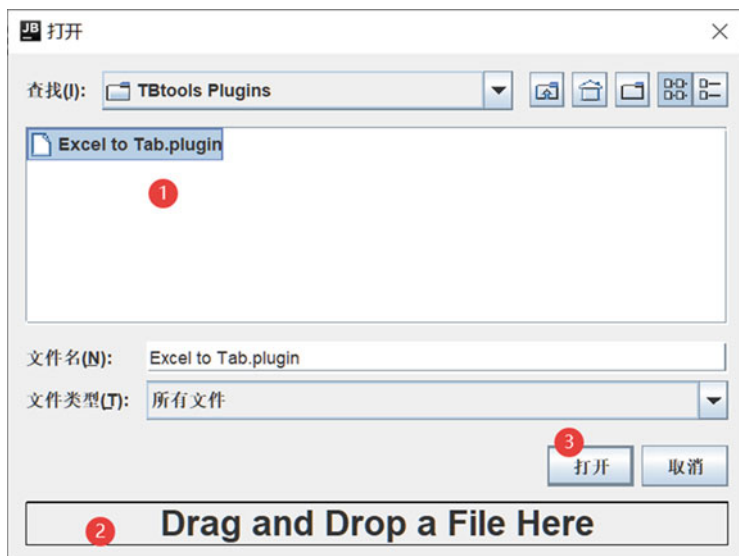 JB 打开
查找(I): TBtools Plugins
Excel to Tab.plugin
1
文件名(N): Excel to Tab.plugin
文件类型(T): 所有文件
3
打开 取消
2 Drag and Drop a File Here